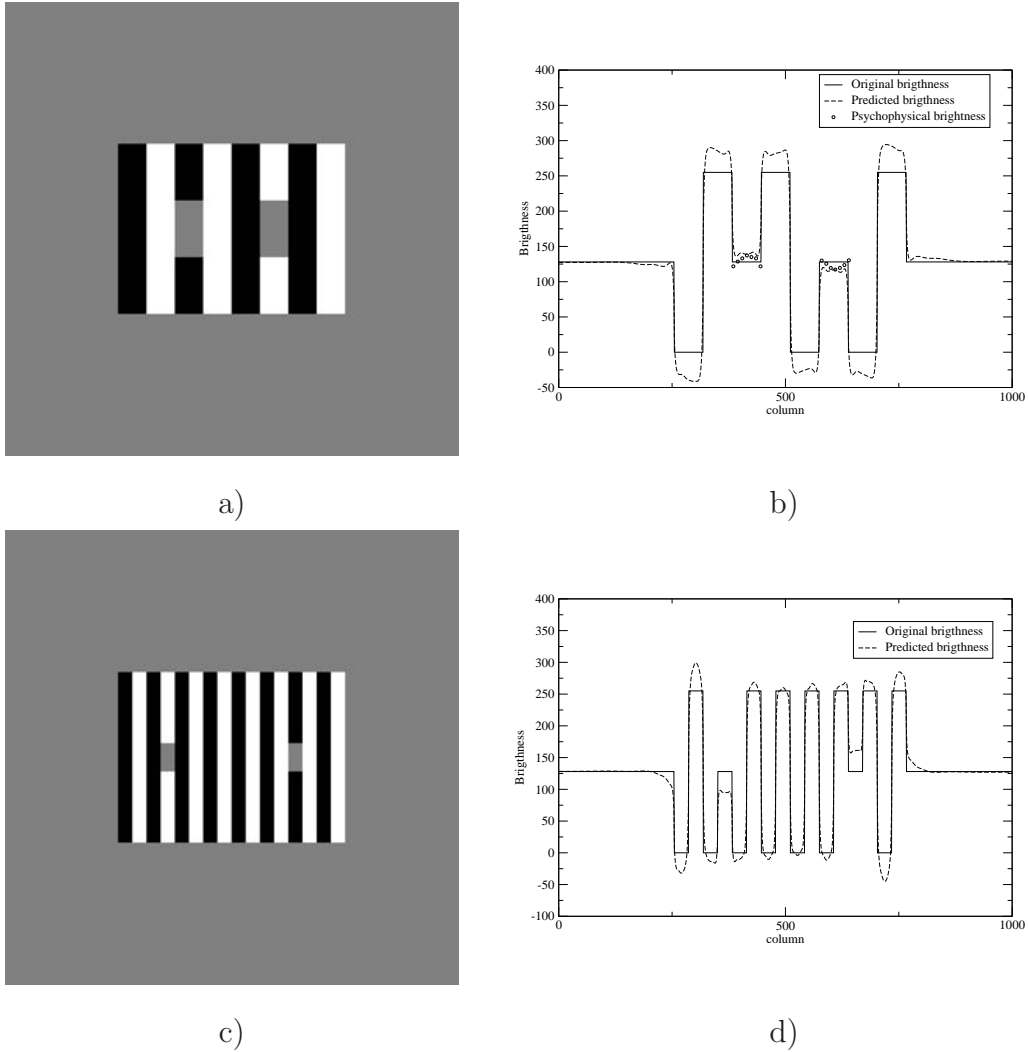 400
350
300
250
200
150
100
50
0
-50
Brigthness
Original brigthness
Predicted brigthness
Psychophysical brightness
0
500
1000
column
a)
b)
400
350
300
250
200
150
100
50
0
-50
-100
Brigthness
Original brigthness
Predicted brigthness
0
500
1000
column
c)
d)